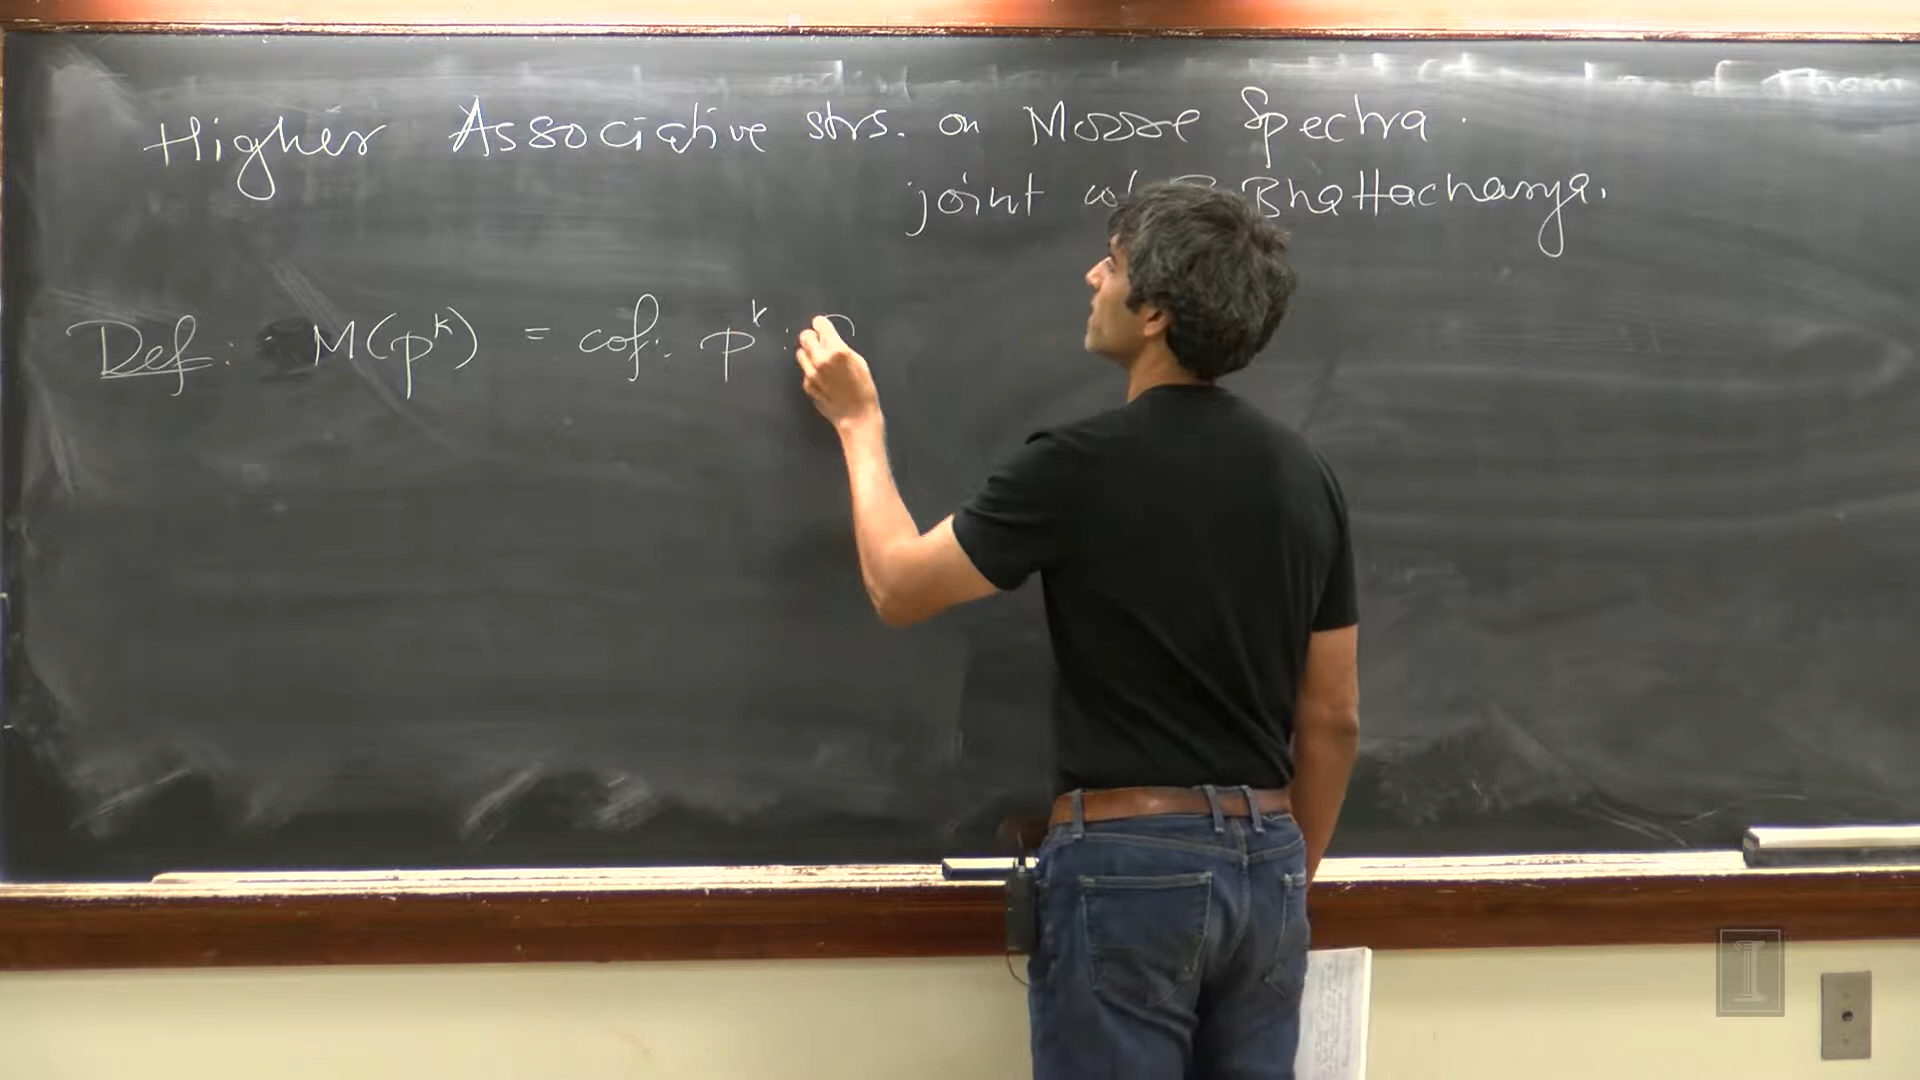 Higher Associative strs. on Moore Spectra.
joint w/ Bhattacharya.
Def: M(p^k) = cof: p^k :